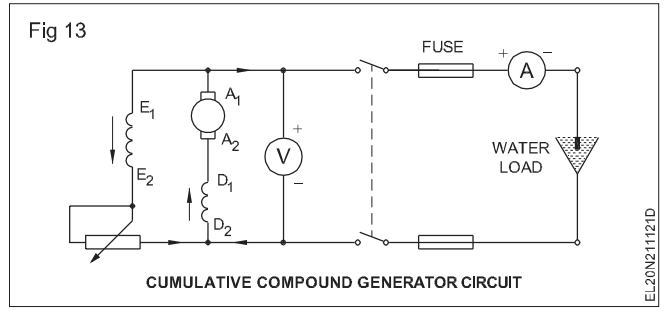 Fig 13
FUSE
+
A
–
E1
A1
A2
E2
D1
D2
+
V
–
WATER
LOAD
CUMULATIVE COMPOUND GENERATOR CIRCUIT
EL20N211121D